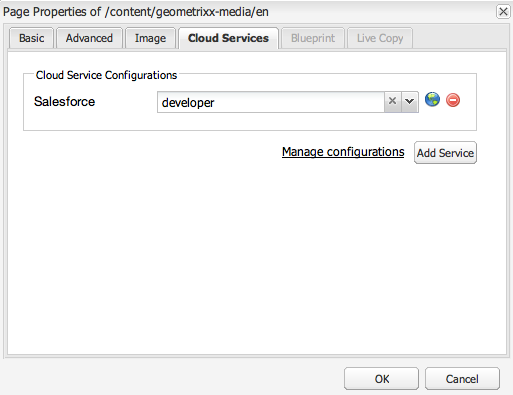 Page Properties of /content/geometrixx-media/en
Basic Advanced Image Cloud Services Blueprint Live Copy
Cloud Service Configurations
Salesforce developer
Manage configurations Add Service
OK Cancel